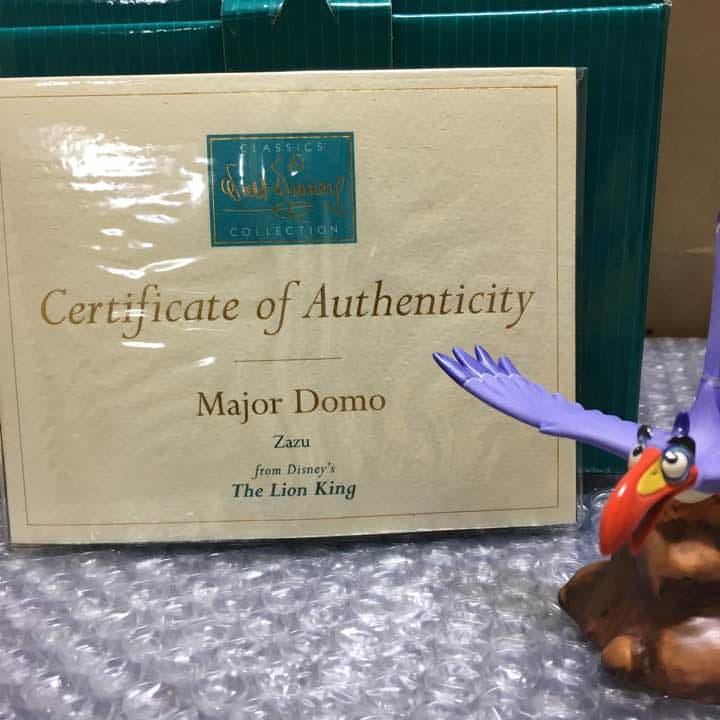 CLASSICS
Walt Disney
COLLECTION
Certificate of Authenticity
Major Domo
Zazu
from Disney's
The Lion King